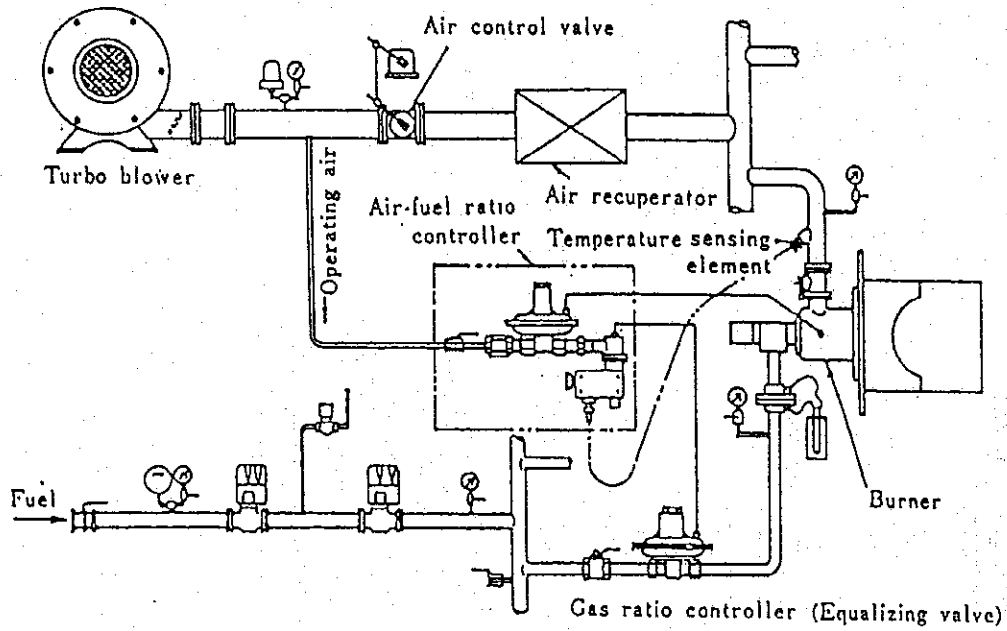 Air control valve
Turbo blower
Air recuperator
Operating air
Air-fuel ratio
controller
Temperature sensing
element
Fuel
Burner
Gas ratio controller (Equalizing valve)